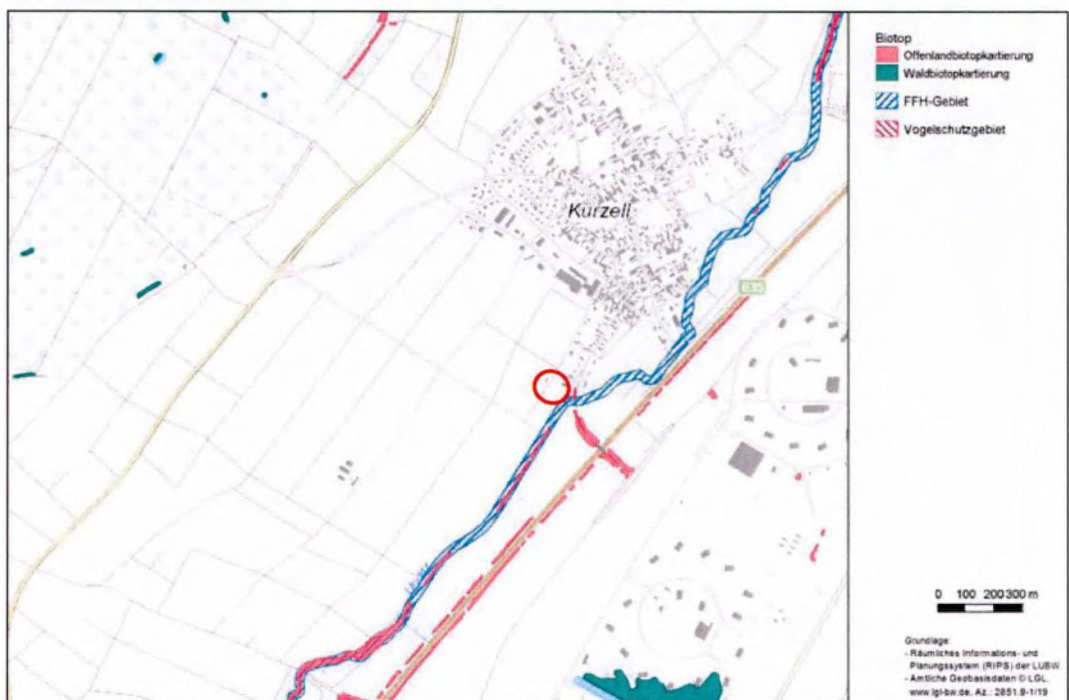 Kürzell
Biotop
Offenlandbiotopkartierung
Waldbiotopkartierung
FFH-Gebiet
Vogelschutzgebiet
0 100 200 300 m
Grundlage:
- Räumliches Informations- und
Planungssystem (RIPS) der LUBW
- Amtliche Geobasisdaten © LGL,
www.lgl-bw.de, Az.: 2851.9-1/19